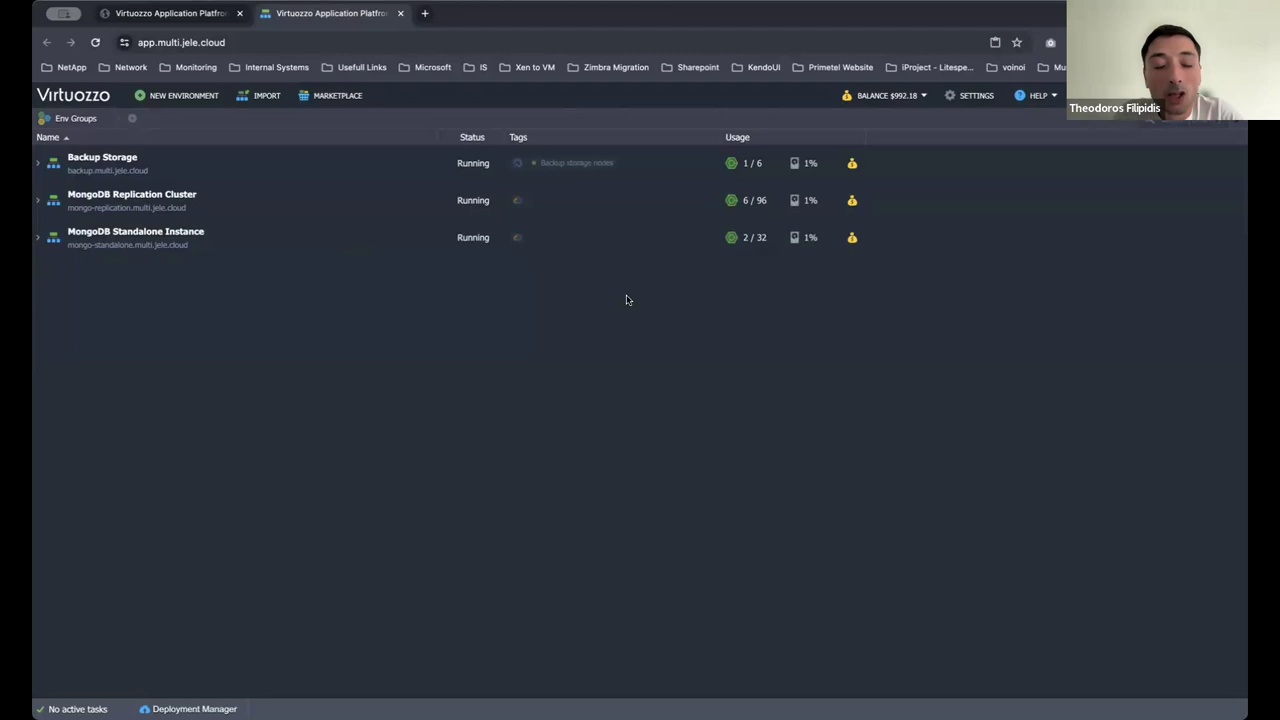 Virtuozzo Application Platfro
Virtuozzo Application Platfro
app.multi.jele.cloud
NetApp
Network
Monitoring
Internal Systems
Usefull Links
Microsoft
IS
Xen to VM
Zimbra Migration
Sharepoint
KendoUI
Primetel Website
iProject - Litespe...
voinoi
Virtuozzo
NEW ENVIRONMENT
IMPORT
MARKETPLACE
BALANCE $992.18
SETTINGS
HELP
Theodoros Filipidis
Env Groups
Name
Status
Tags
Usage
Backup Storage
backup.multi.jele.cloud
Running
Backup storage nodes
1 / 6
1%
MongoDB Replication Cluster
mongo-replication.multi.jele.cloud
Running
6 / 96
1%
MongoDB Standalone Instance
mongo-standalone.multi.jele.cloud
Running
2 / 32
1%
No active tasks
Deployment Manager